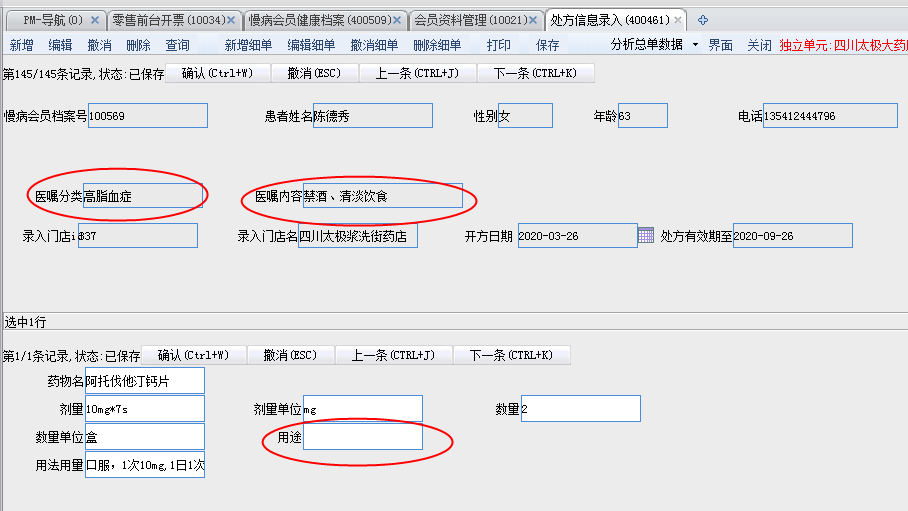 PM-导航(0) 零售前台开票(10034) 慢病会员健康档案(400509) 会员资料管理(10021) 处方信息录入(400461)
新增 编辑 撤消 删除 查询 新增细单 编辑细单 撤消细单 删除细单 打印 保存 分析总单数据 界面 关闭 独立单元:四川太极大药
第145/145条记录,状态:已保存 确认(Ctrl+W) 撤消(ESC) 上一条(CTRL+J) 下一条(CTRL+K)
慢病会员档案号 100569 患者姓名 陈德秀 性别 女 年龄 63 电话 135412444796
医嘱分类 高脂血症 医嘱内容 禁酒、清淡饮食
录入门店i 337 录入门店名 四川太极浆洗街药店 开方日期 2020-03-26 处方有效期至 2020-09-26
选中1行
第1/1条记录,状态:已保存 确认(Ctrl+W) 撤消(ESC) 上一条(CTRL+J) 下一条(CTRL+K)
药物名 阿托伐他汀钙片
剂量 10mg*7s 剂量单位 mg 数量 2
数量单位 盒 用途
用法用量 口服，1次10mg,1日1次